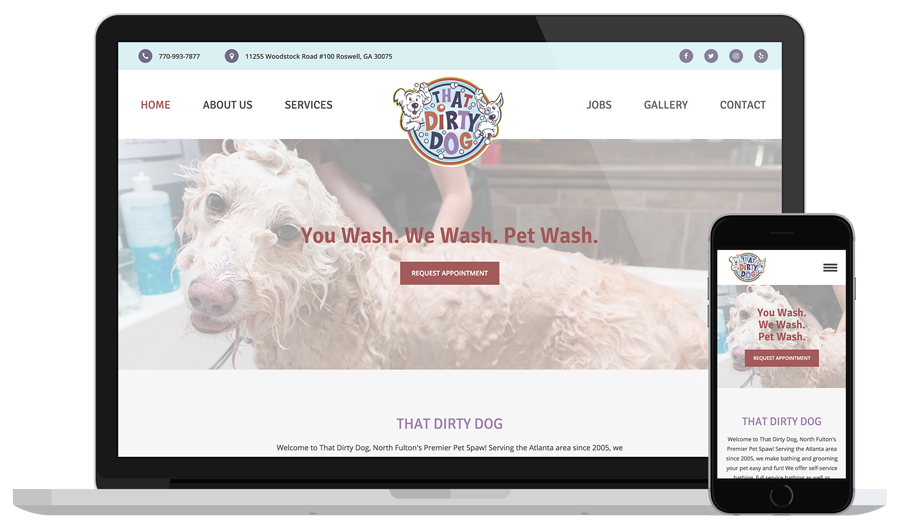 770-993-7877
11255 Woodstock Road #100 Roswell, GA 30075
HOME ABOUT US SERVICES
THAT
DIRTY
DOG
JOBS GALLERY CONTACT
You Wash. We Wash. Pet Wash.
REQUEST APPOINTMENT
THAT DIRTY DOG
Welcome to That Dirty Dog, North Fulton's Premier Pet Spaw! Serving the Atlanta area since 2005, we
THAT
DIRTY
DOG
You Wash.
We Wash.
Pet Wash.
REQUEST APPOINTMENT
THAT DIRTY DOG
Welcome to That Dirty Dog, North Fulton's
Premier Pet Spaw! Serving the Atlanta area
since 2005, we make bathing and grooming
your pet easy and fun! We offer self-service
bathing, full service bathing as well as